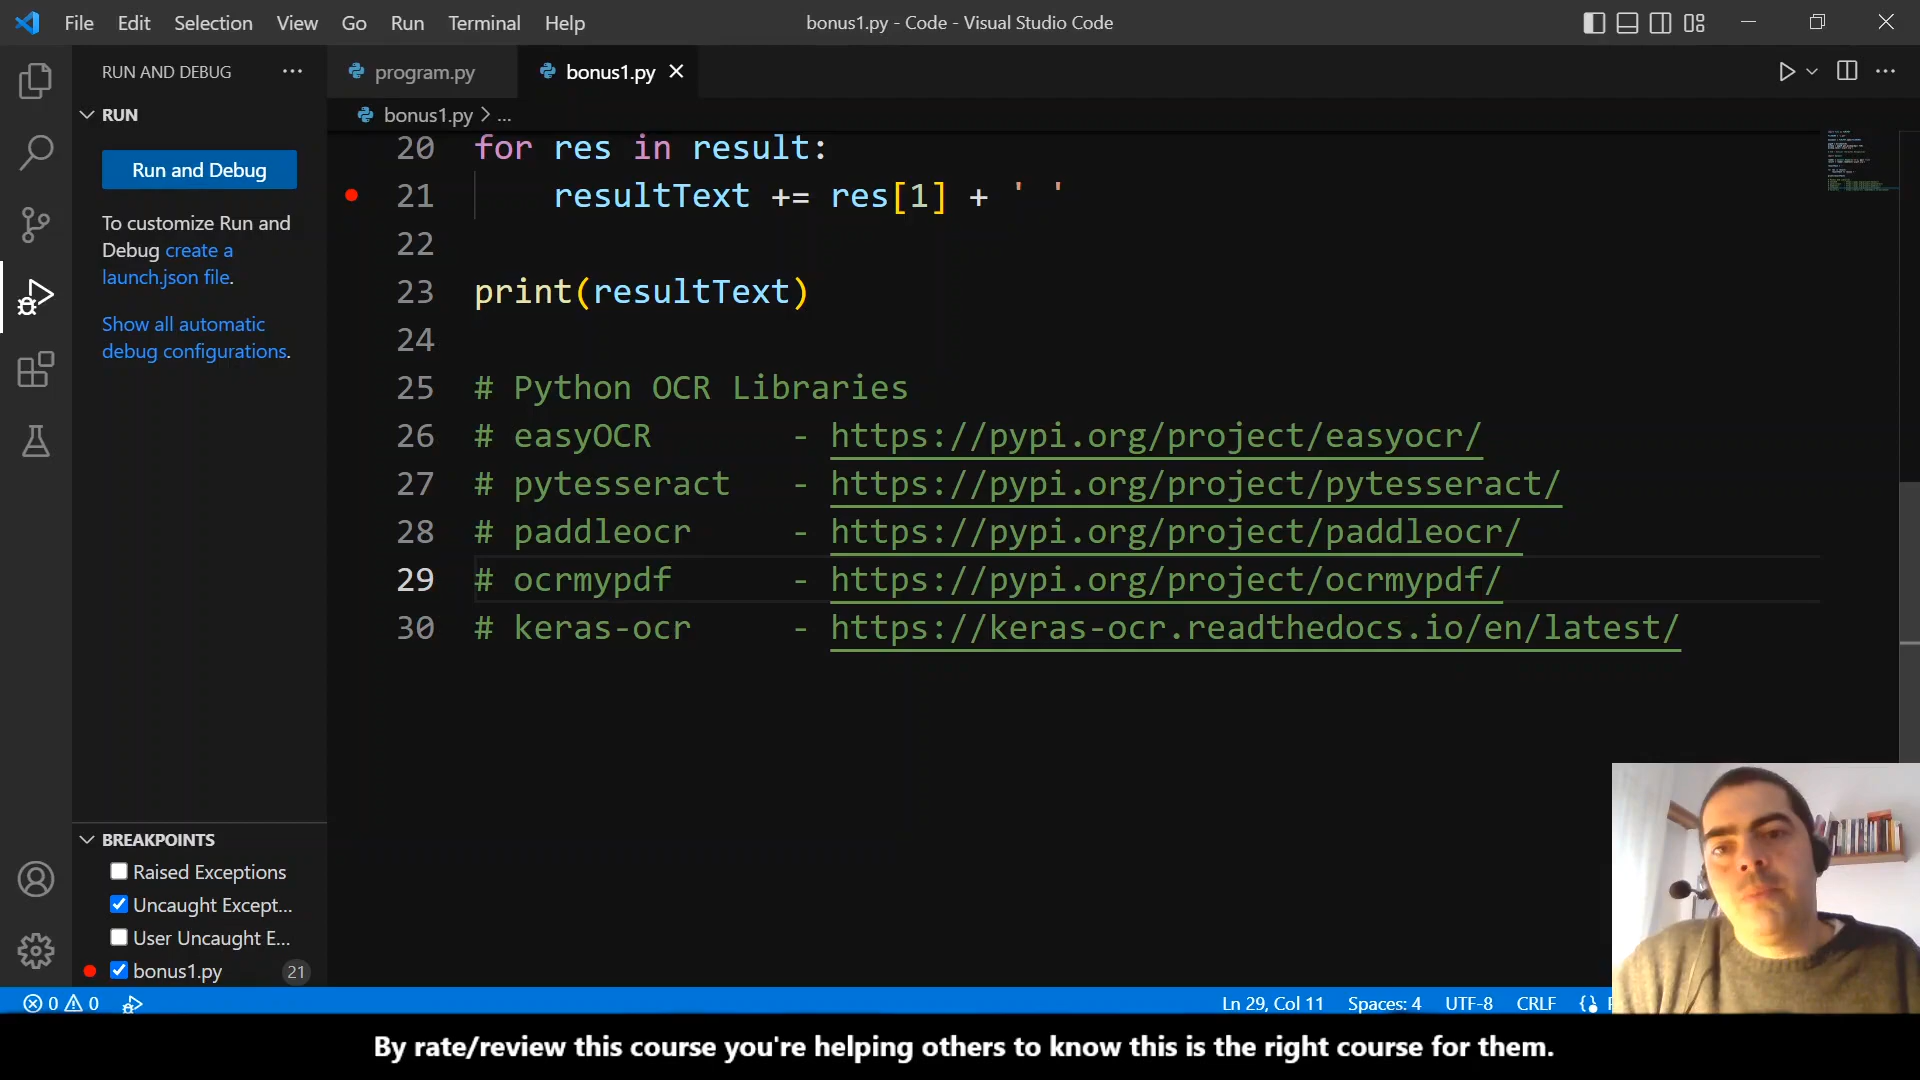 File Edit Selection View Go Run Terminal Help
bonus1.py - Code - Visual Studio Code
RUN AND DEBUG ...
program.py
bonus1.py
RUN
bonus1.py > ...
Run and Debug
To customize Run and
Debug create a
launch.json file.
Show all automatic
debug configurations.
20 for res in result:
21 resultText += res[1] + ' '
22
23 print(resultText)
24
25 # Python OCR Libraries
26 # easyOCR - https://pypi.org/project/easyocr/
27 # pytesseract - https://pypi.org/project/pytesseract/
28 # paddleocr - https://pypi.org/project/paddleocr/
29 # ocrmypdf - https://pypi.org/project/ocrmypdf/
30 # keras-ocr - https://keras-ocr.readthedocs.io/en/latest/
BREAKPOINTS
Raised Exceptions
Uncaught Except...
User Uncaught E...
bonus1.py 21
0 0
Ln 29, Col 11 Spaces: 4 UTF-8 CRLF
By rate/review this course you're helping others to know this is the right course for them.